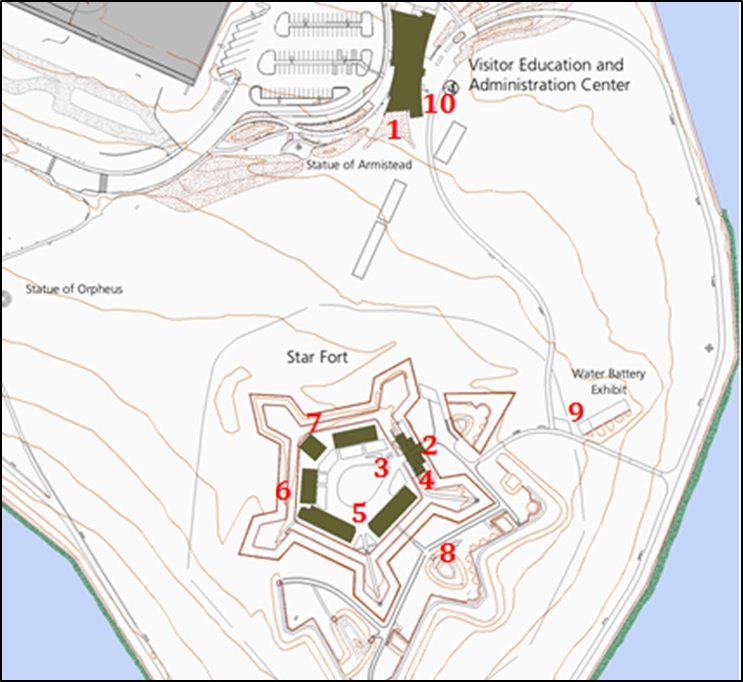 Visitor Education and
Administration Center
10
1
Statue of Armistead
Statue of Orpheus
Star Fort
Water Battery
Exhibit
9
7
2
3
4
6
5
8